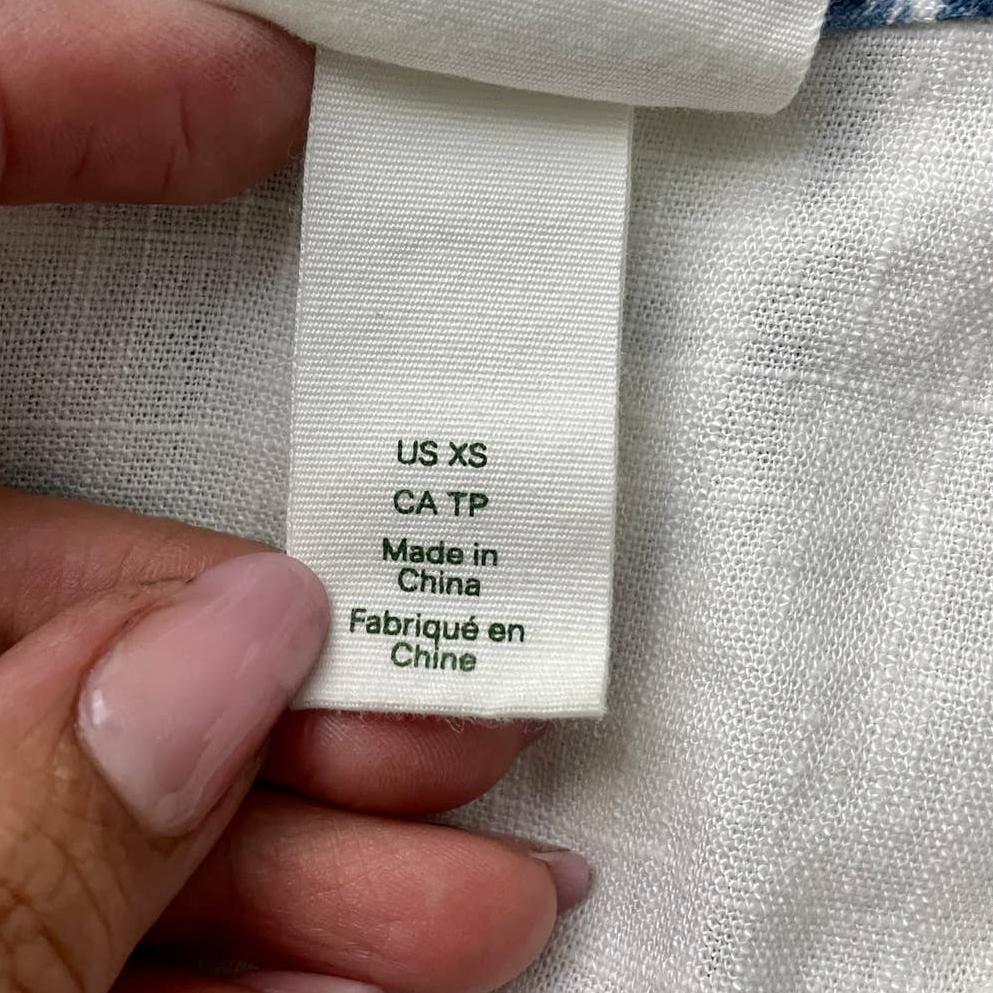 US XS
CA TP
Made in
China
Fabriqué en
Chine